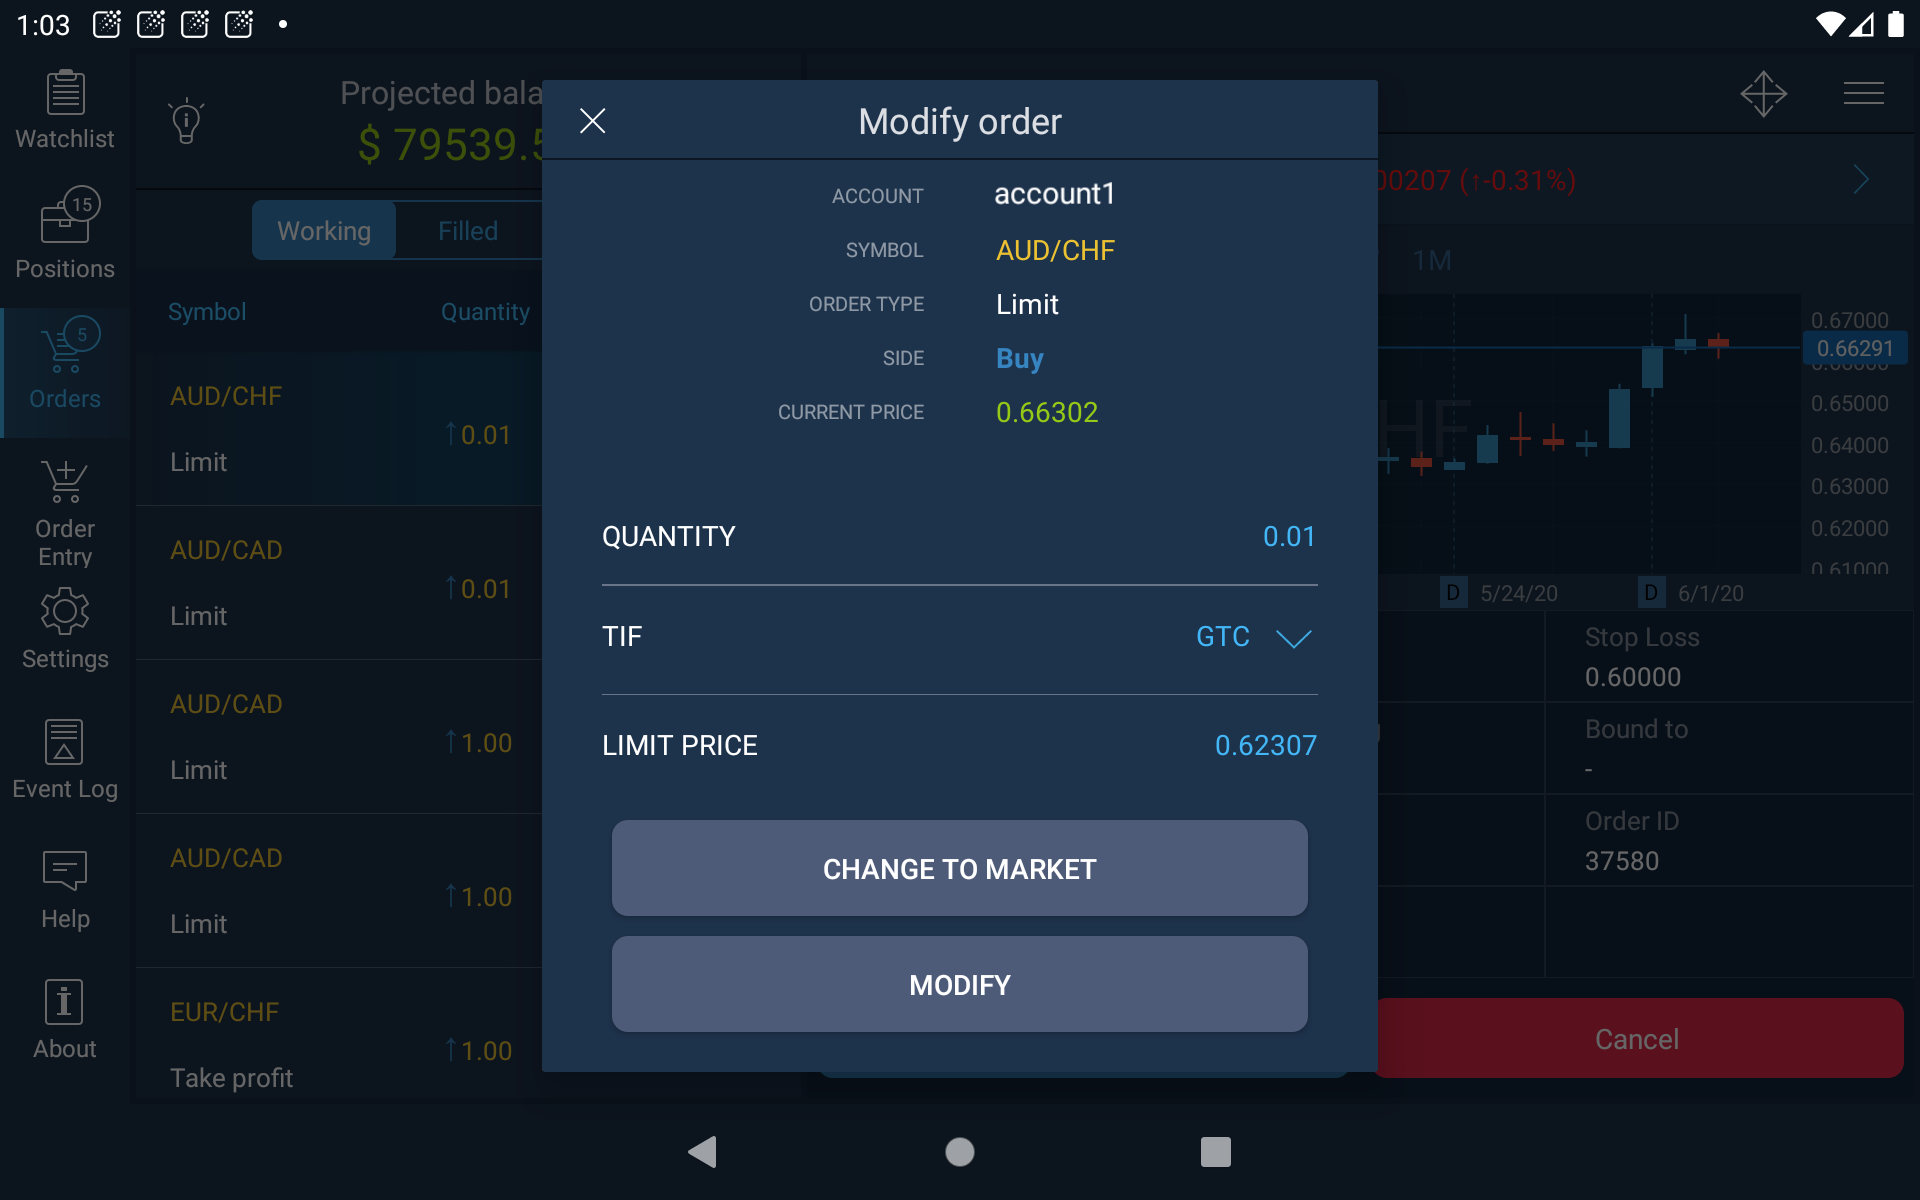 1:03
Watchlist
15
Positions
5
Orders
Order
Entry
Settings
Event Log
Help
About
Projected bala
$ 79539.5
Working
Filled
Symbol
Quantity
AUD/CHF
↑0.01
Limit
AUD/CAD
↑0.01
Limit
AUD/CAD
↑1.00
Limit
AUD/CAD
↑1.00
Limit
EUR/CHF
↑1.00
Take profit
Modify order
ACCOUNT account1
SYMBOL AUD/CHF
ORDER TYPE Limit
SIDE Buy
CURRENT PRICE 0.66302
QUANTITY 0.01
TIF GTC
LIMIT PRICE 0.62307
CHANGE TO MARKET
MODIFY
00207 (↑-0.31%)
1M
HF
0.67000
0.66291
0.65000
0.64000
0.63000
0.62000
0.61000
D 5/24/20
D 6/1/20
Stop Loss
0.60000
Bound to
-
Order ID
37580
Cancel